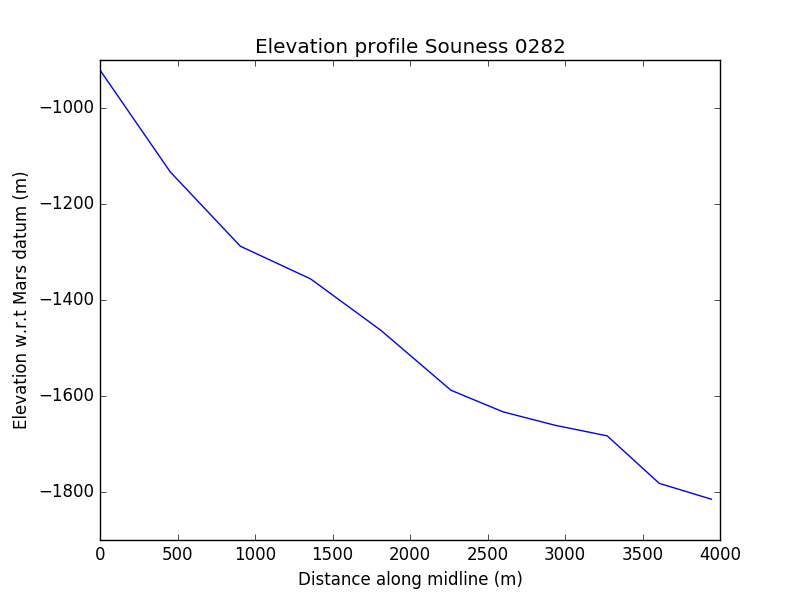 Elevation profile Souness 0282
Elevation w.r.t Mars datum (m)
−1000
−1200
−1400
−1600
−1800
0 500 1000 1500 2000 2500 3000 3500 4000
Distance along midline (m)